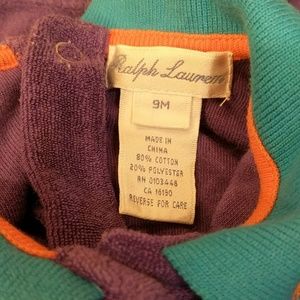 Ralph Lauren
9M
MADE IN
CHINA
80% COTTON
20% POLYESTER
RN 0103448
CA 16190
REVERSE FOR CARE